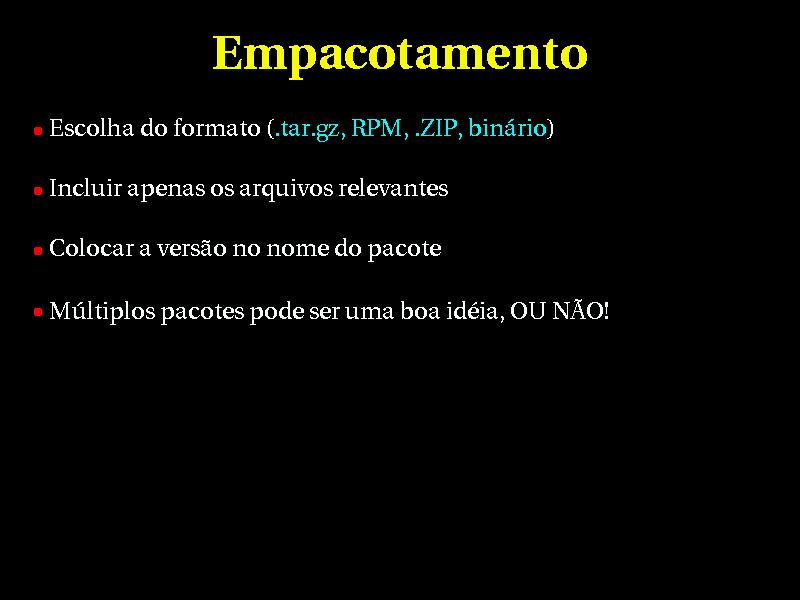 Empacotamento
• Escolha do formato (.tar.gz, RPM, .ZIP, binário)
• Incluir apenas os arquivos relevantes
• Colocar a versão no nome do pacote
• Múltiplos pacotes pode ser uma boa idéia, OU NÃO!